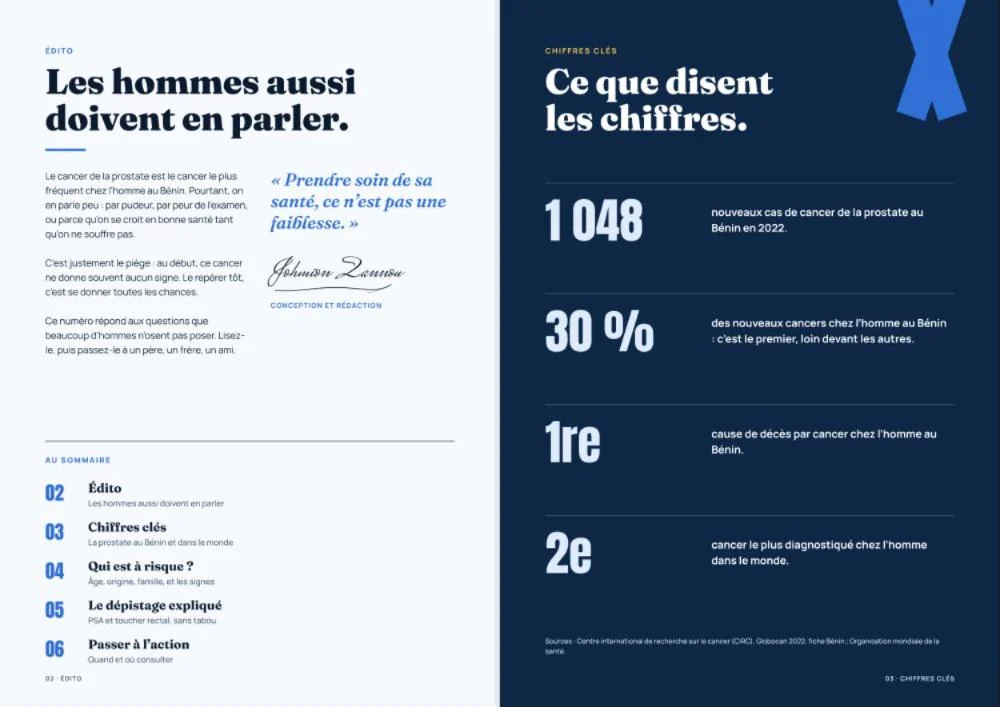 ÉDITO
Les hommes aussi
doivent en parler.
Le cancer de la prostate est le cancer le plus
fréquent chez l'homme au Bénin. Pourtant, on
en parle peu : par pudeur, par peur de l'examen,
ou parce qu'on se croit en bonne santé tant
qu'on ne souffre pas.
C'est justement le piège : au début, ce cancer
ne donne souvent aucun signe. Le repérer tôt,
c'est se donner toutes les chances.
Ce numéro répond aux questions que
beaucoup d'hommes n'osent pas poser. Lisez-
le, puis passez-le à un père, un frère, un ami.
« Prendre soin de sa
santé, ce n'est pas une
faiblesse. »
Johmion Zannou
CONCEPTION ET RÉDACTION
AU SOMMAIRE
02 Édito
Les hommes aussi doivent en parler
03 Chiffres clés
La prostate au Bénin et dans le monde
04 Qui est à risque ?
Âge, origine, famille, et les signes
05 Le dépistage expliqué
PSA et toucher rectal, sans tabou
06 Passer à l'action
Quand et où consulter
02 · ÉDITO
CHIFFRES CLÉS
Ce que disent
les chiffres.
1 048
nouveaux cas de cancer de la prostate au
Bénin en 2022.
30 %
des nouveaux cancers chez l'homme au Bénin
: c'est le premier, loin devant les autres.
1re
cause de décès par cancer chez l'homme au
Bénin.
2e
cancer le plus diagnostiqué chez l'homme
dans le monde.
Sources : Centre international de recherche sur le cancer (CIRC), Globocan 2022, fiche Bénin ; Organisation mondiale de la
santé.
03 · CHIFFRES CLÉS